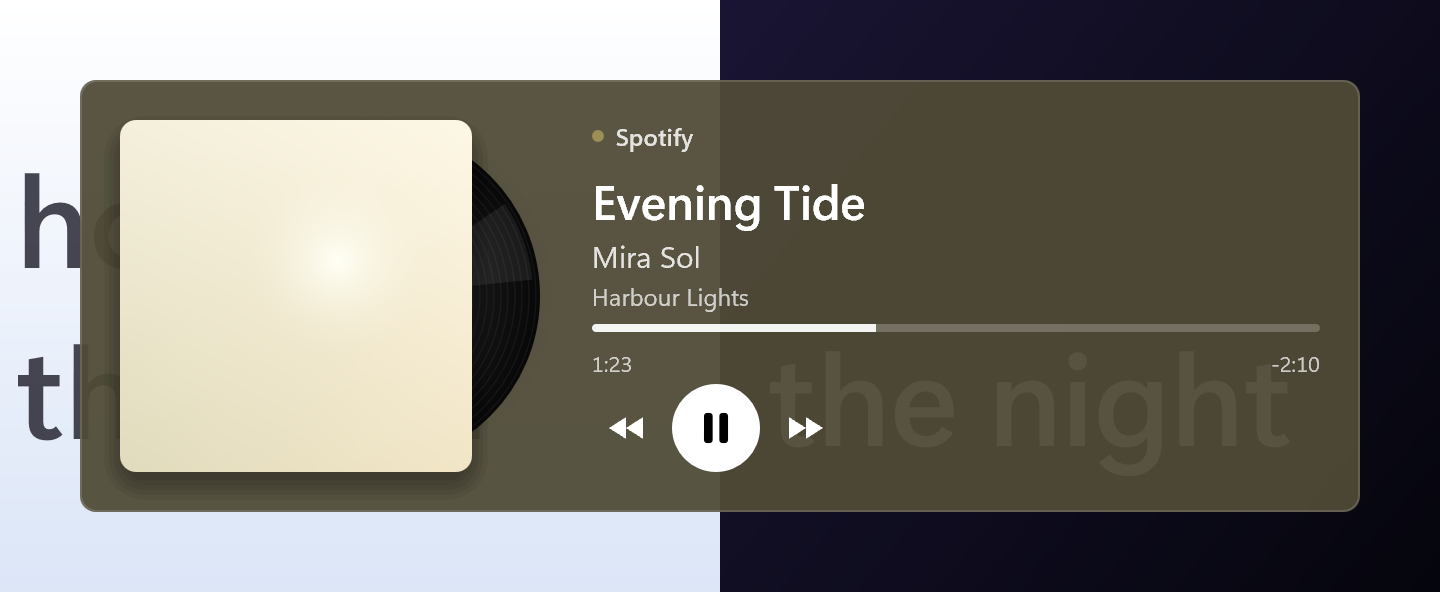 Spotify
Evening Tide
Mira Sol
Harbour Lights
1:23
-2:10
the night